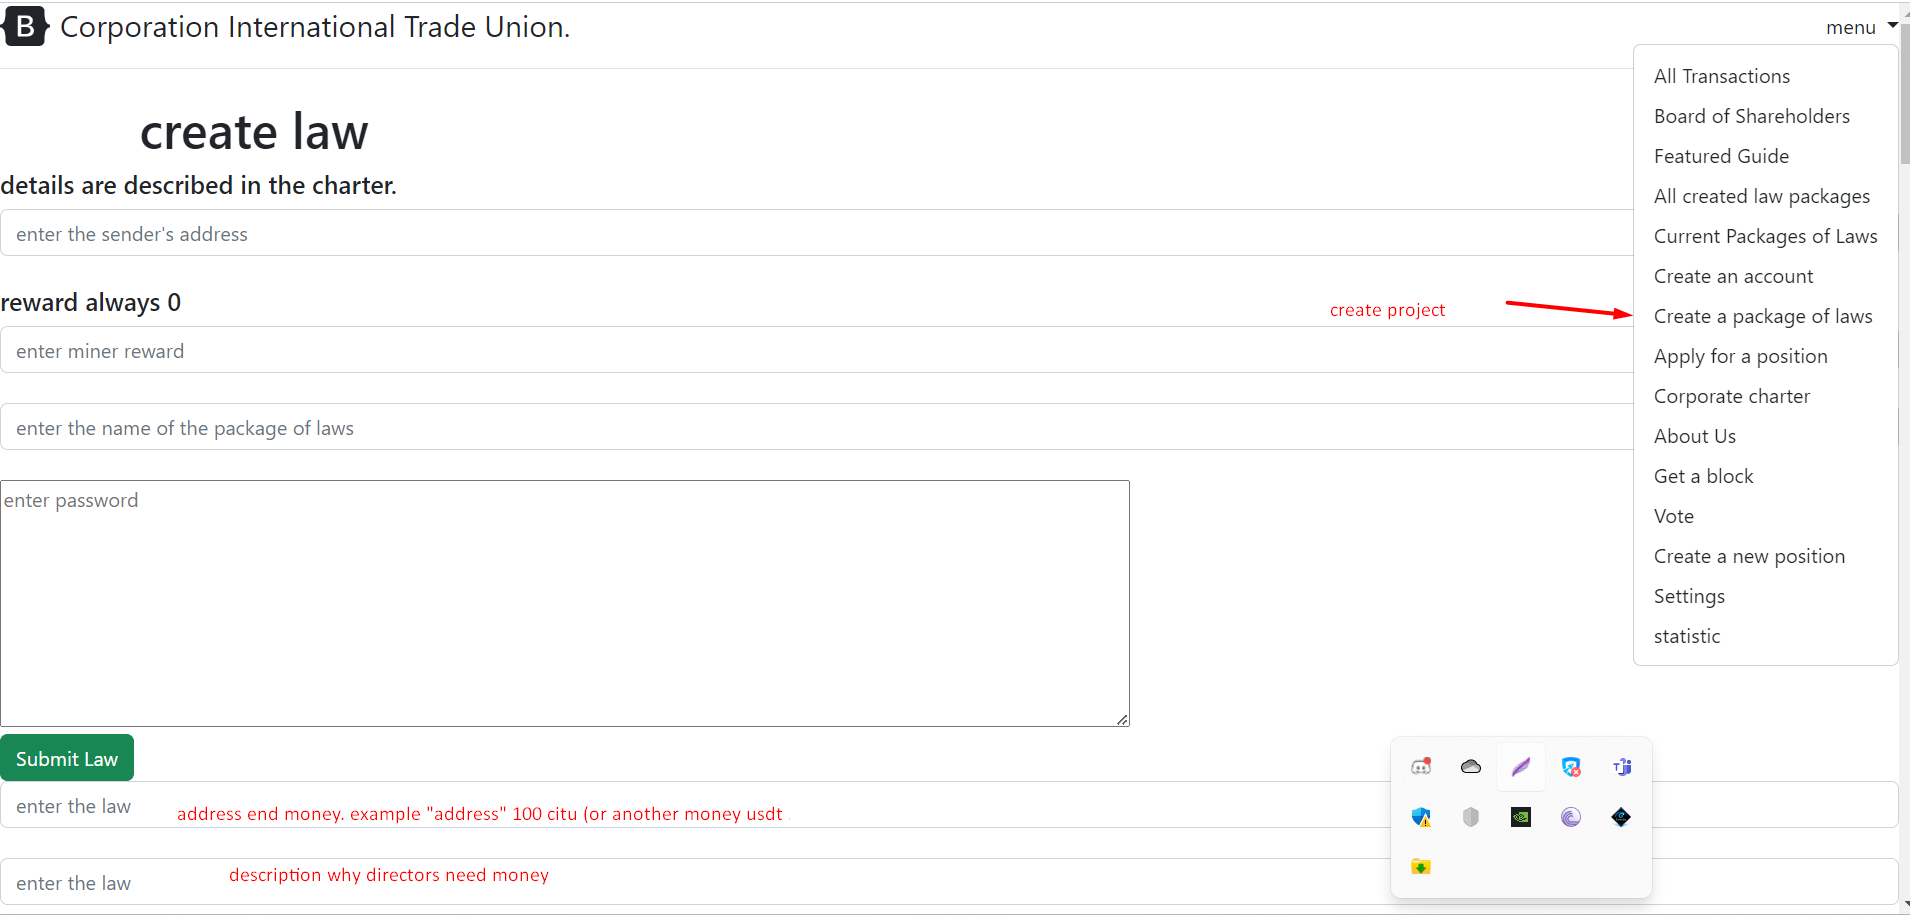 B Corporation International Trade Union.
menu
All Transactions
Board of Shareholders
Featured Guide
All created law packages
Current Packages of Laws
Create an account
Create a package of laws
Apply for a position
Corporate charter
About Us
Get a block
Vote
Create a new position
Settings
statistic
create law
details are described in the charter.
enter the sender's address
reward always 0
create project
enter miner reward
enter the name of the package of laws
enter password
Submit Law
enter the law
address end money. example "address" 100 citu (or another money usdt
enter the law
description why directors need money